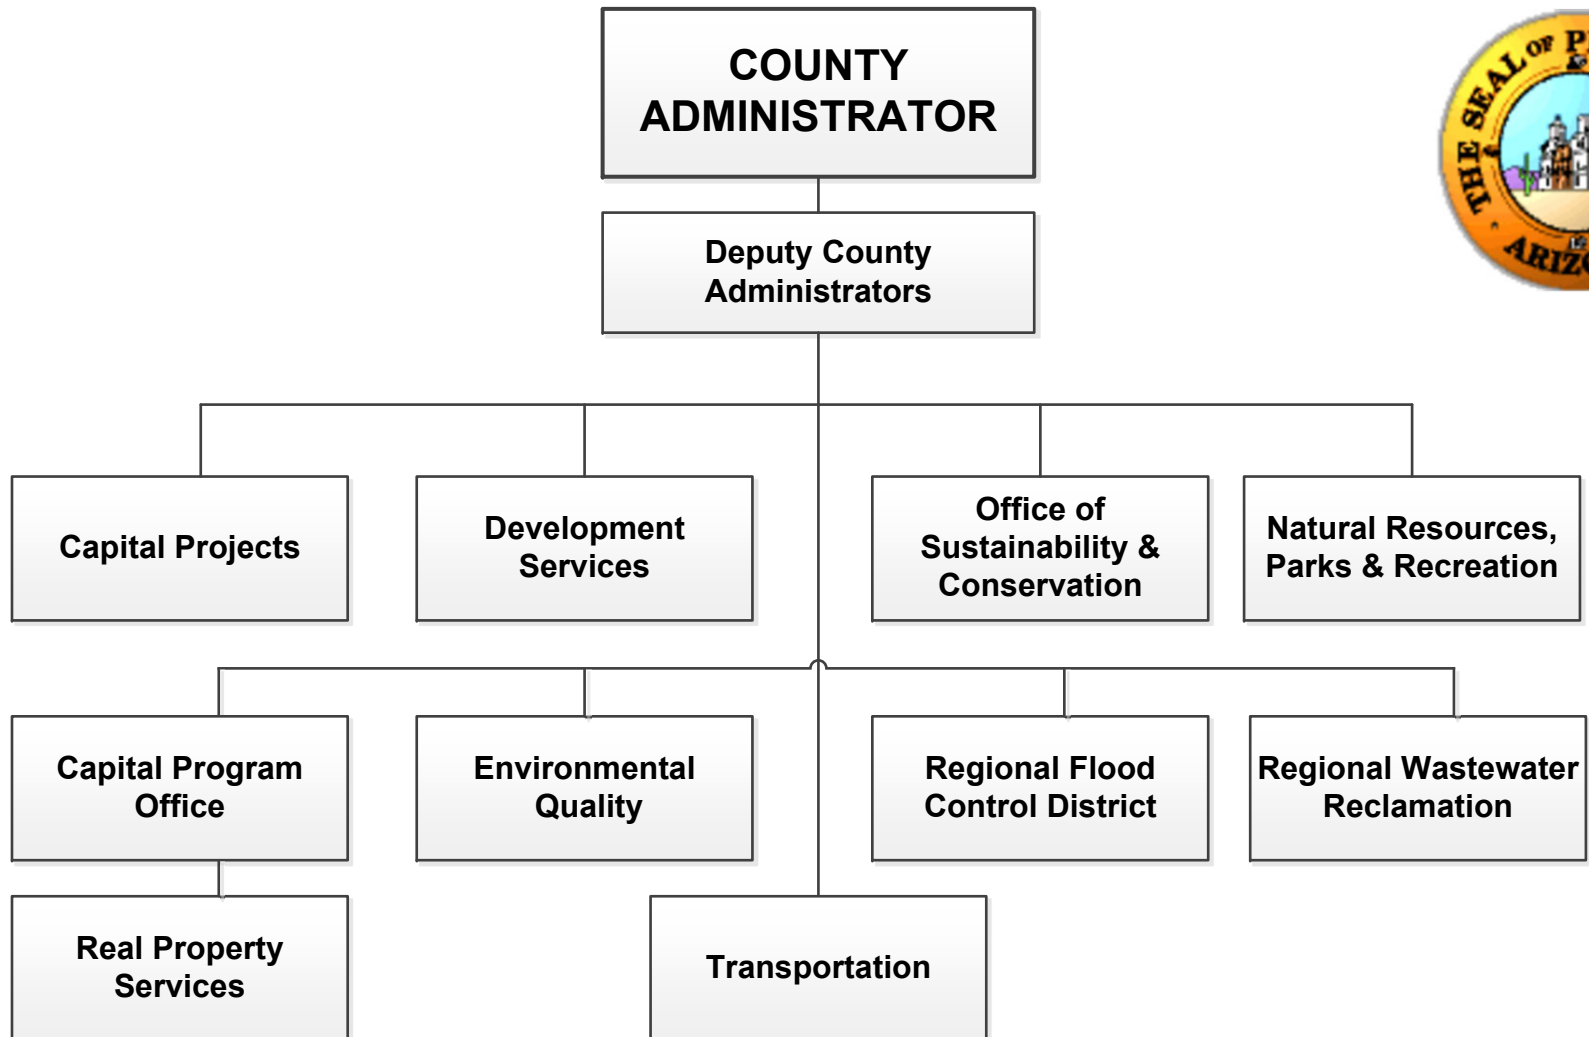 COUNTY
ADMINISTRATOR
THE SEAL OF
Deputy County
Administrators
Capital Projects
Development
Services
Office of
Sustainability &
Conservation
Natural Resources,
Parks & Recreation
Capital Program
Office
Environmental
Quality
Regional Flood
Control District
Regional Wastewater
Reclamation
Real Property
Services
Transportation